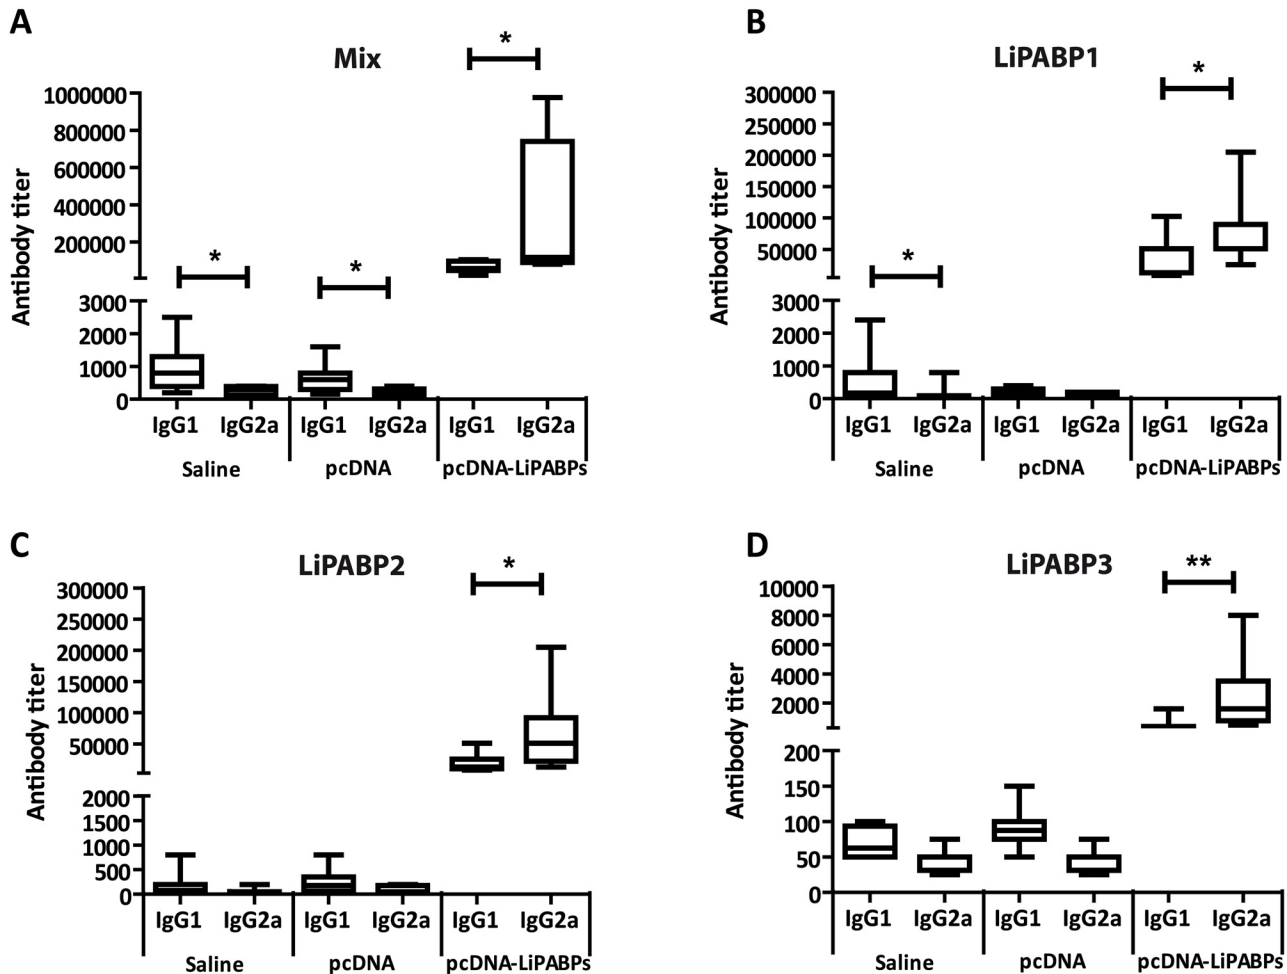 A
Mix
*
Antibody titer
1000000
800000
600000
400000
200000
*
*
3000
2000
1000
0
IgG1 IgG2a IgG1 IgG2a IgG1 IgG2a
Saline pcDNA pcDNA-LiPABPs
B
LiPABP1
*
Antibody titer
300000
250000
200000
150000
100000
50000
*
3000
2000
1000
0
IgG1 IgG2a IgG1 IgG2a IgG1 IgG2a
Saline pcDNA pcDNA-LiPABPs
C
LiPABP2
*
Antibody titer
300000
250000
200000
150000
100000
50000
2000
1500
1000
500
0
IgG1 IgG2a IgG1 IgG2a IgG1 IgG2a
Saline pcDNA pcDNA-LiPABPs
D
LiPABP3
**
Antibody titer
10000
8000
6000
4000
2000
200
150
100
50
0
IgG1 IgG2a IgG1 IgG2a IgG1 IgG2a
Saline pcDNA pcDNA-LiPABPs